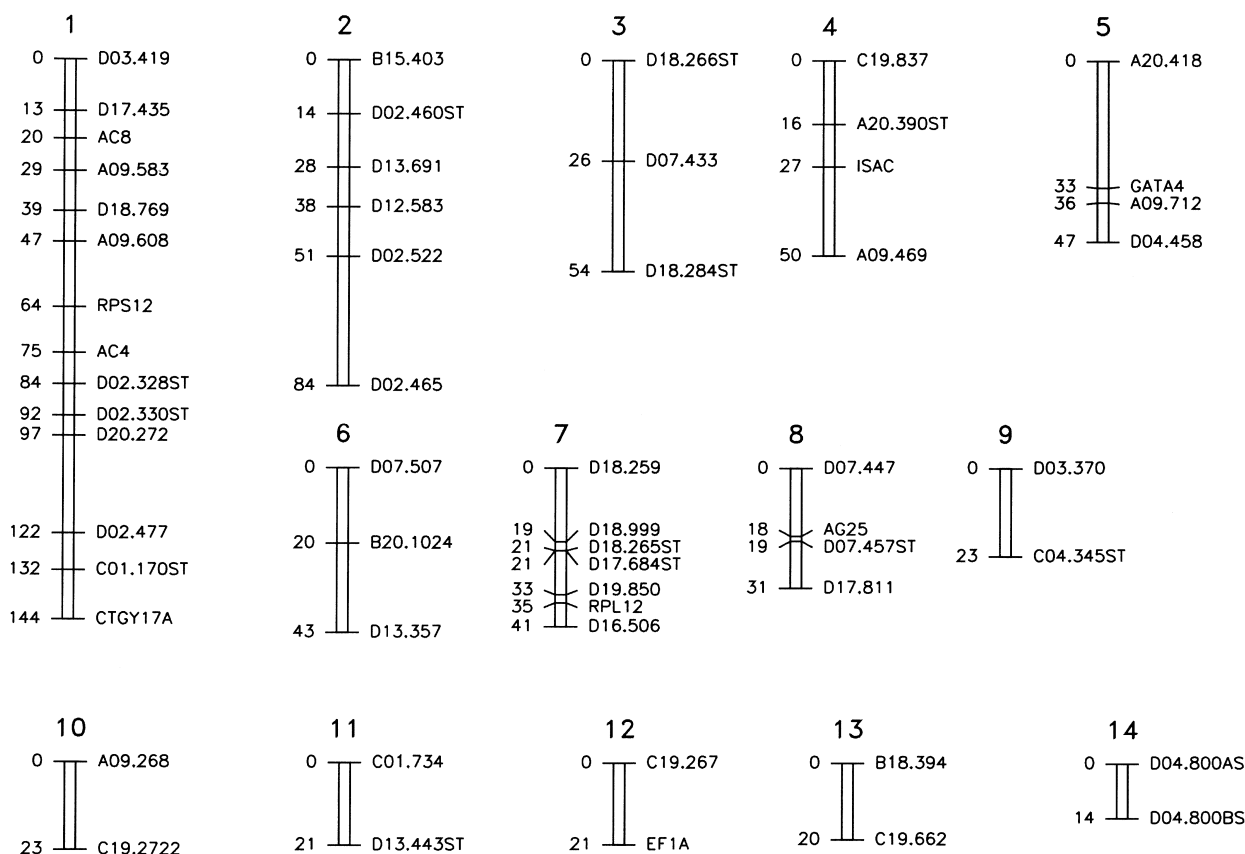 1
0 D03.419
13 D17.435
20 AC8
29 A09.583
39 D18.769
47 A09.608
64 RPS12
75 AC4
84 D02.328ST
92 D02.330ST
97 D20.272
122 D02.477
132 C01.170ST
144 CTGY17A
2
0 B15.403
14 D02.460ST
28 D13.691
38 D12.583
51 D02.522
84 D02.465
3
0 D18.266ST
26 D07.433
54 D18.284ST
4
0 C19.837
16 A20.390ST
27 ISAC
50 A09.469
5
0 A20.418
33 GATA4
36 A09.712
47 D04.458
6
0 D07.507
20 B20.1024
43 D13.357
7
0 D18.259
19 D18.999
21 D18.265ST
21 D17.684ST
33 D19.850
35 RPL12
41 D16.506
8
0 D07.447
18 AG25
19 D07.457ST
31 D17.811
9
0 D03.370
23 C04.345ST
10
0 A09.268
23 C19.2722
11
0 C01.734
21 D13.443ST
12
0 C19.267
21 EF1A
13
0 B18.394
20 C19.662
14
0 D04.800AS
14 D04.800BS